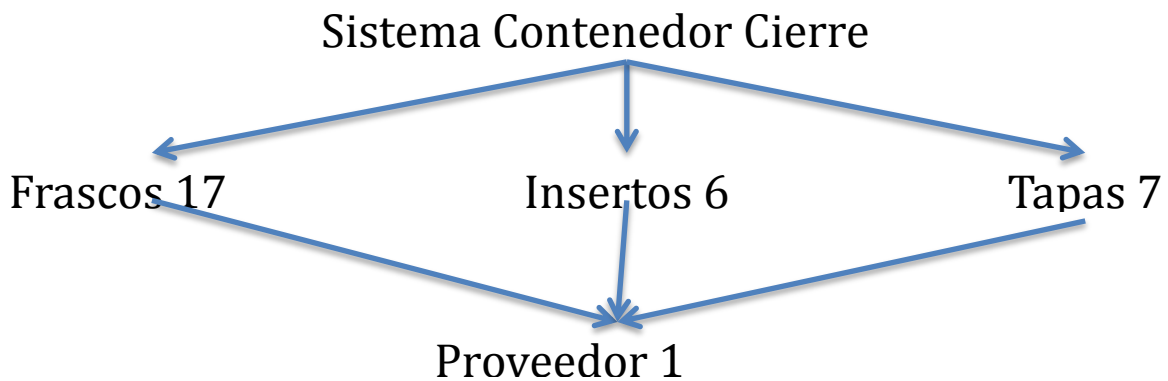 Sistema Contenedor Cierre
Frascos 17
Insertos 6
Tapas 7
Proveedor 1